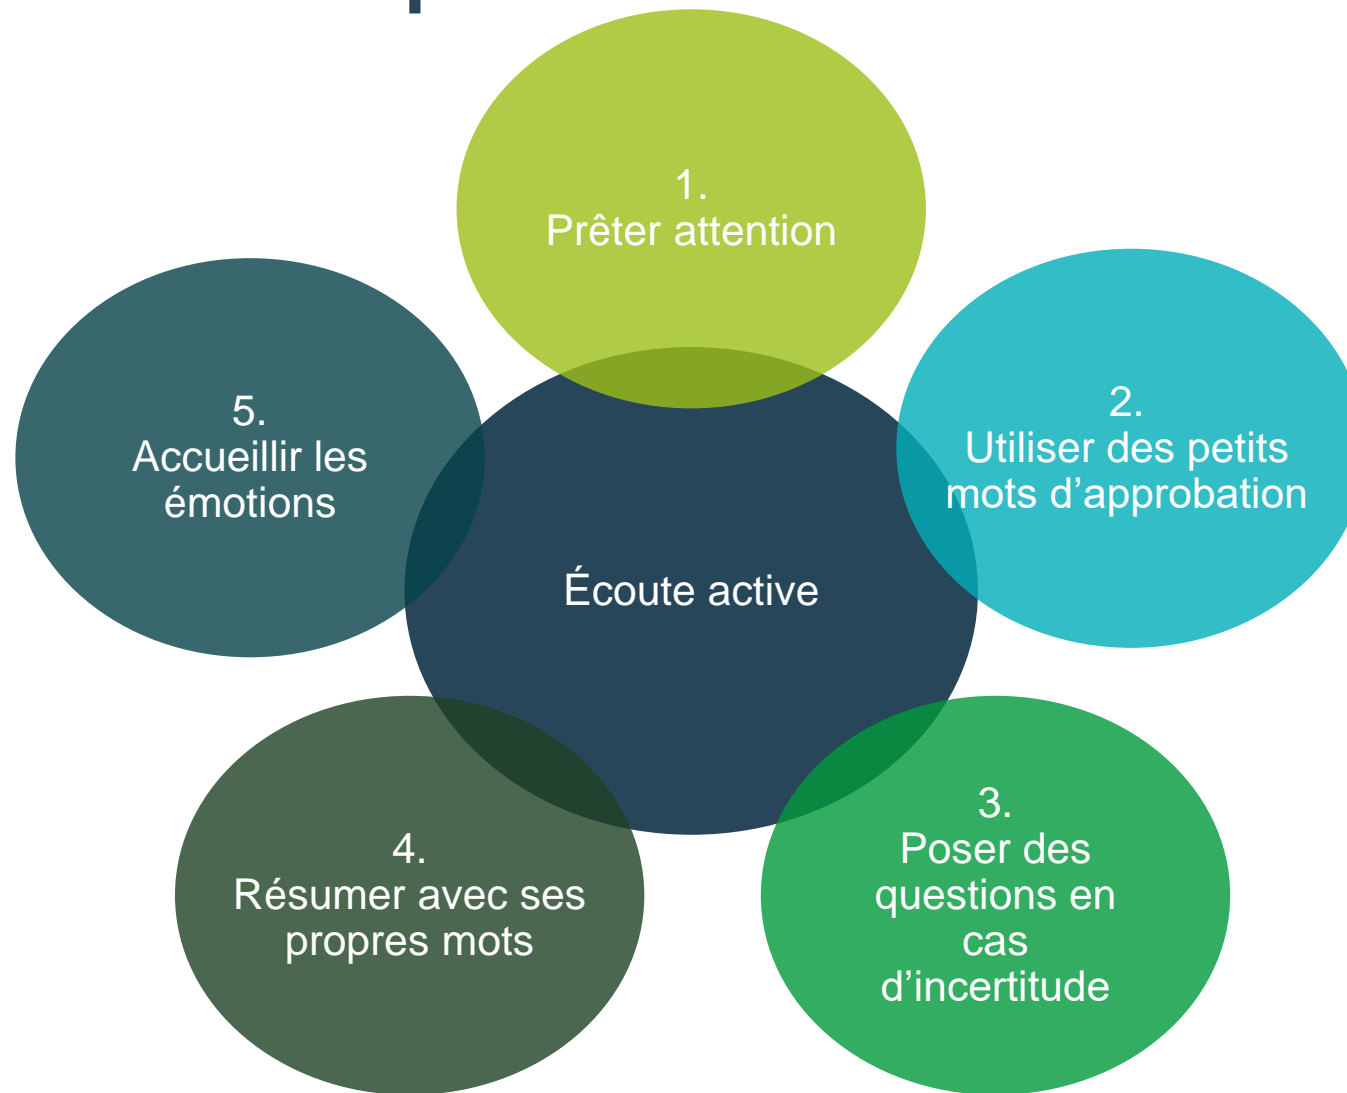 1.
Prêter attention
2.
Utiliser des petits
mots d’approbation
3.
Poser des
questions en
cas
d’incertitude
4.
Résumer avec ses
propres mots
5.
Accueillir les
émotions
Écoute active